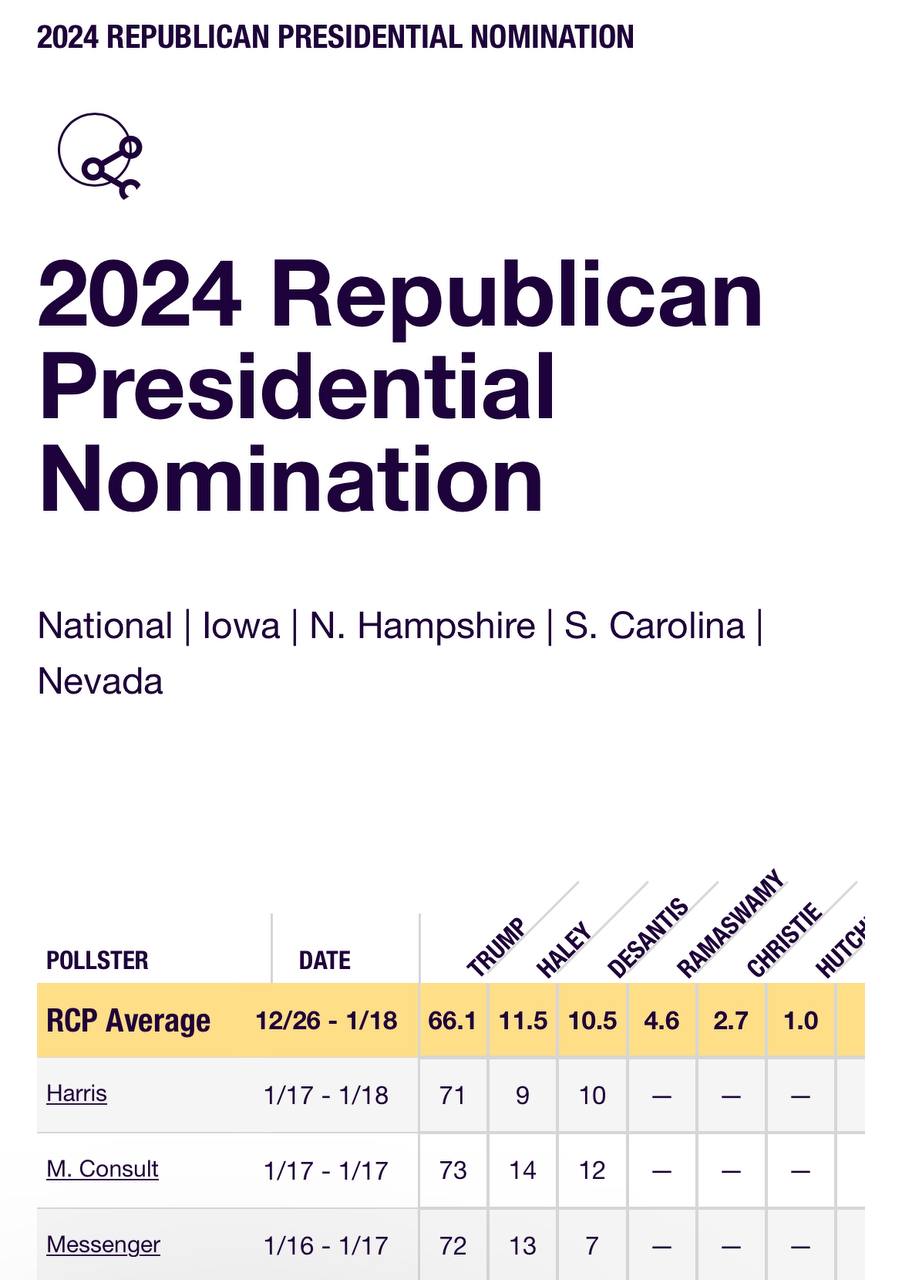 2024 REPUBLICAN PRESIDENTIAL NOMINATION
2024 Republican
Presidential
Nomination
National | Iowa | N. Hampshire | S. Carolina |
Nevada
POLLSTER DATE TRUMP HALEY DESANTIS RAMASWAMY CHRISTIE
RCP Average 12/26 - 1/18 66.1 11.5 10.5 4.6 2.7 1.0
Harris 1/17 - 1/18 71 9 10 — — —
M. Consult 1/17 - 1/17 73 14 12 — — —
Messenger 1/16 - 1/17 72 13 7 — — —